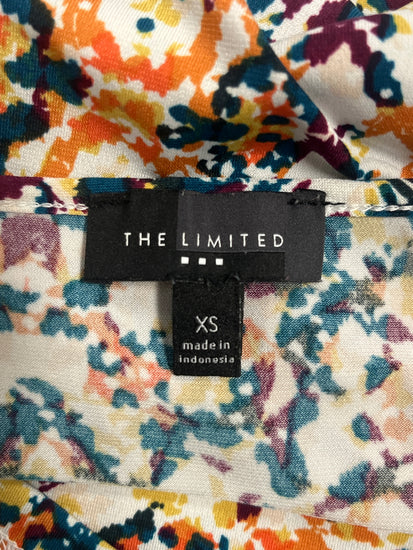 THE LIMITED
XS
made in
indonesia